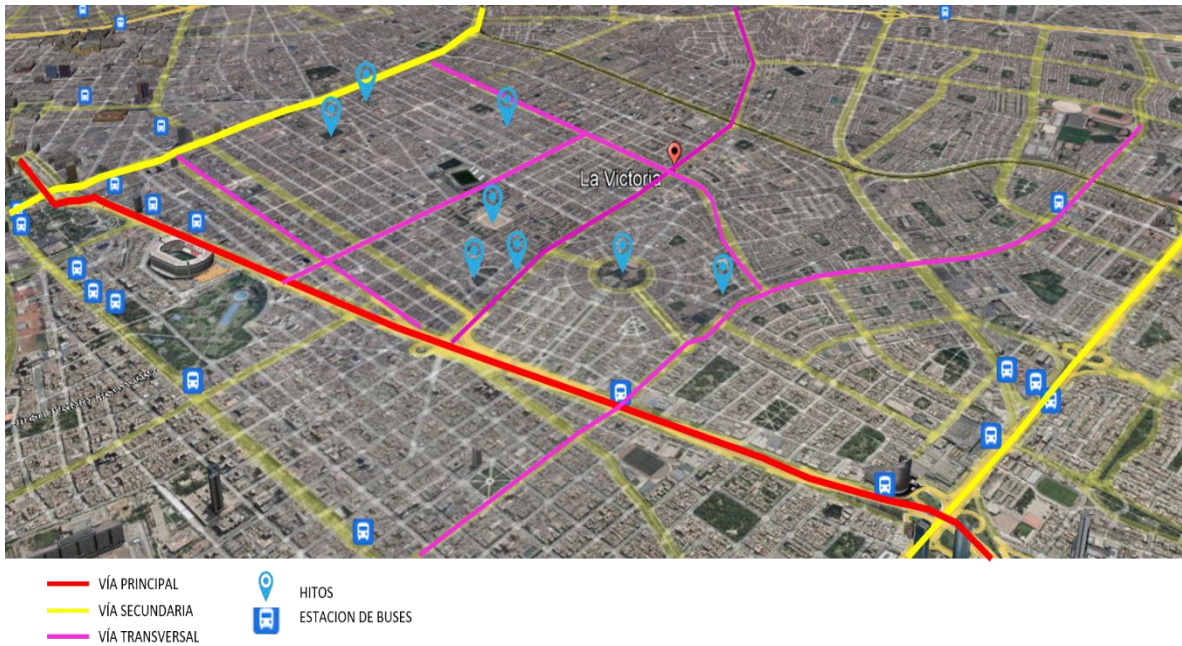 La Victoria
VÍA PRINCIPAL
VÍA SECUNDARIA
VÍA TRANSVERSAL
HITOS
ESTACION DE BUSES